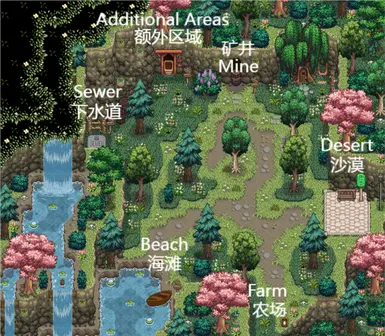 Additional Areas
额外区域
矿井
Mine
Sewer
下水道
Desert
沙漠
Beach
海滩
Farm
农场